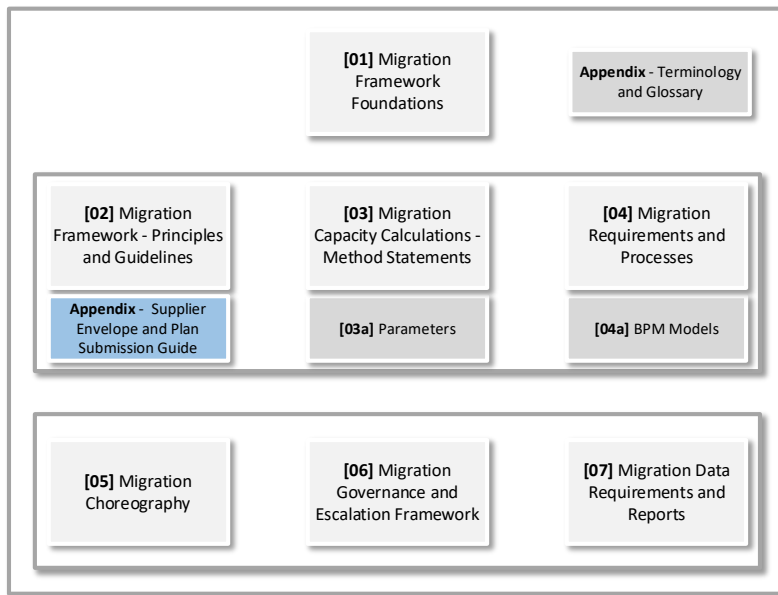 [01] Migration
Framework
Foundations
Appendix - Terminology
and Glossary
[02] Migration
Framework - Principles
and Guidelines
[03] Migration
Capacity Calculations -
Method Statements
[04] Migration
Requirements and
Processes
Appendix - Supplier
Envelope and Plan
Submission Guide
[03a] Parameters
[04a] BPM Models
[05] Migration
Choreography
[06] Migration
Governance and
Escalation Framework
[07] Migration Data
Requirements and
Reports